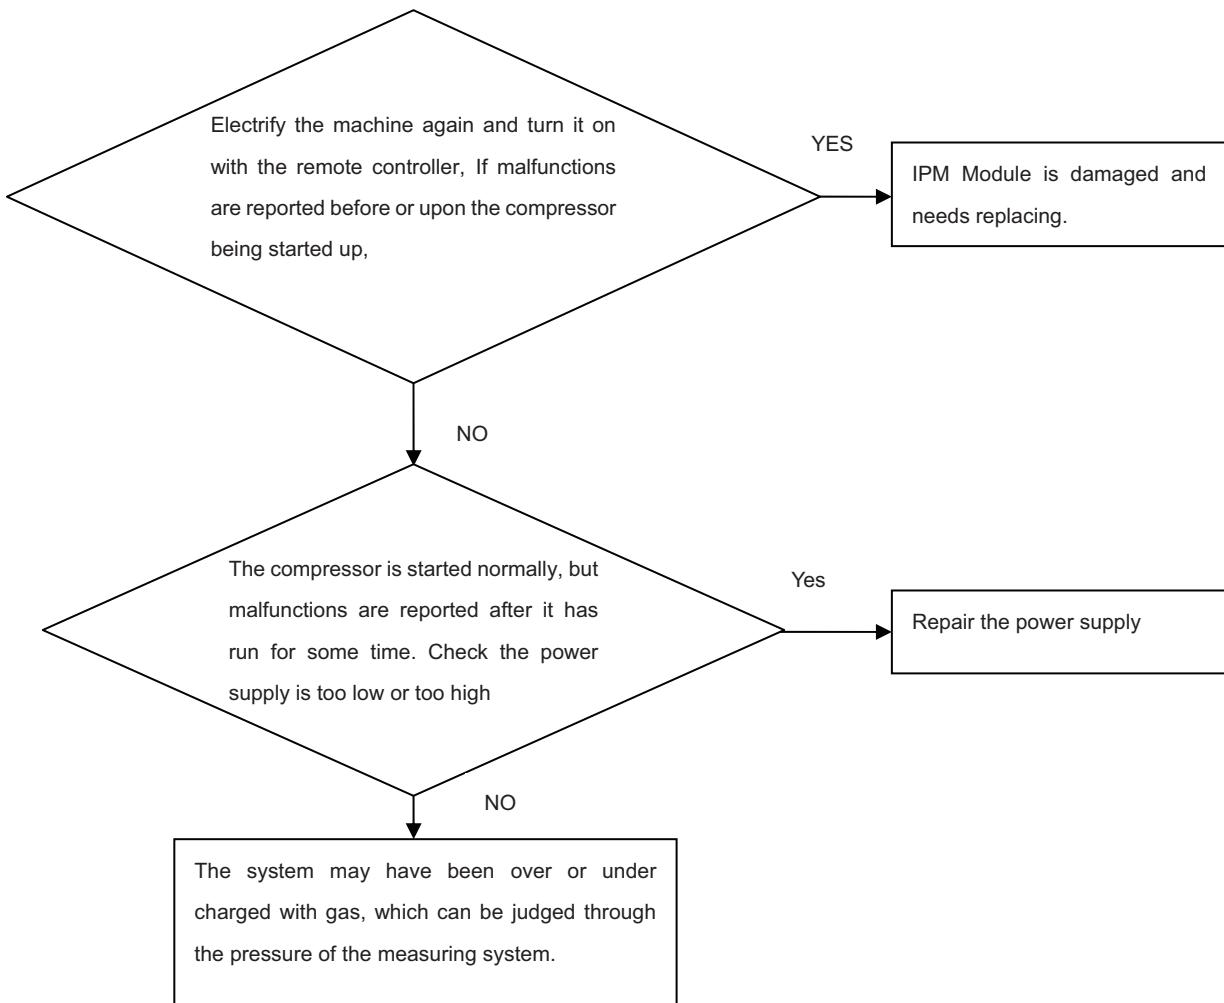 Electrify the machine again and turn it on
with the remote controller, If malfunctions
are reported before or upon the compressor
being started up,
YES
IPM Module is damaged and
needs replacing.
NO
The compressor is started normally, but
malfunctions are reported after it has
run for some time. Check the power
supply is too low or too high
Yes
Repair the power supply
NO
The system may have been over or under
charged with gas, which can be judged through
the pressure of the measuring system.